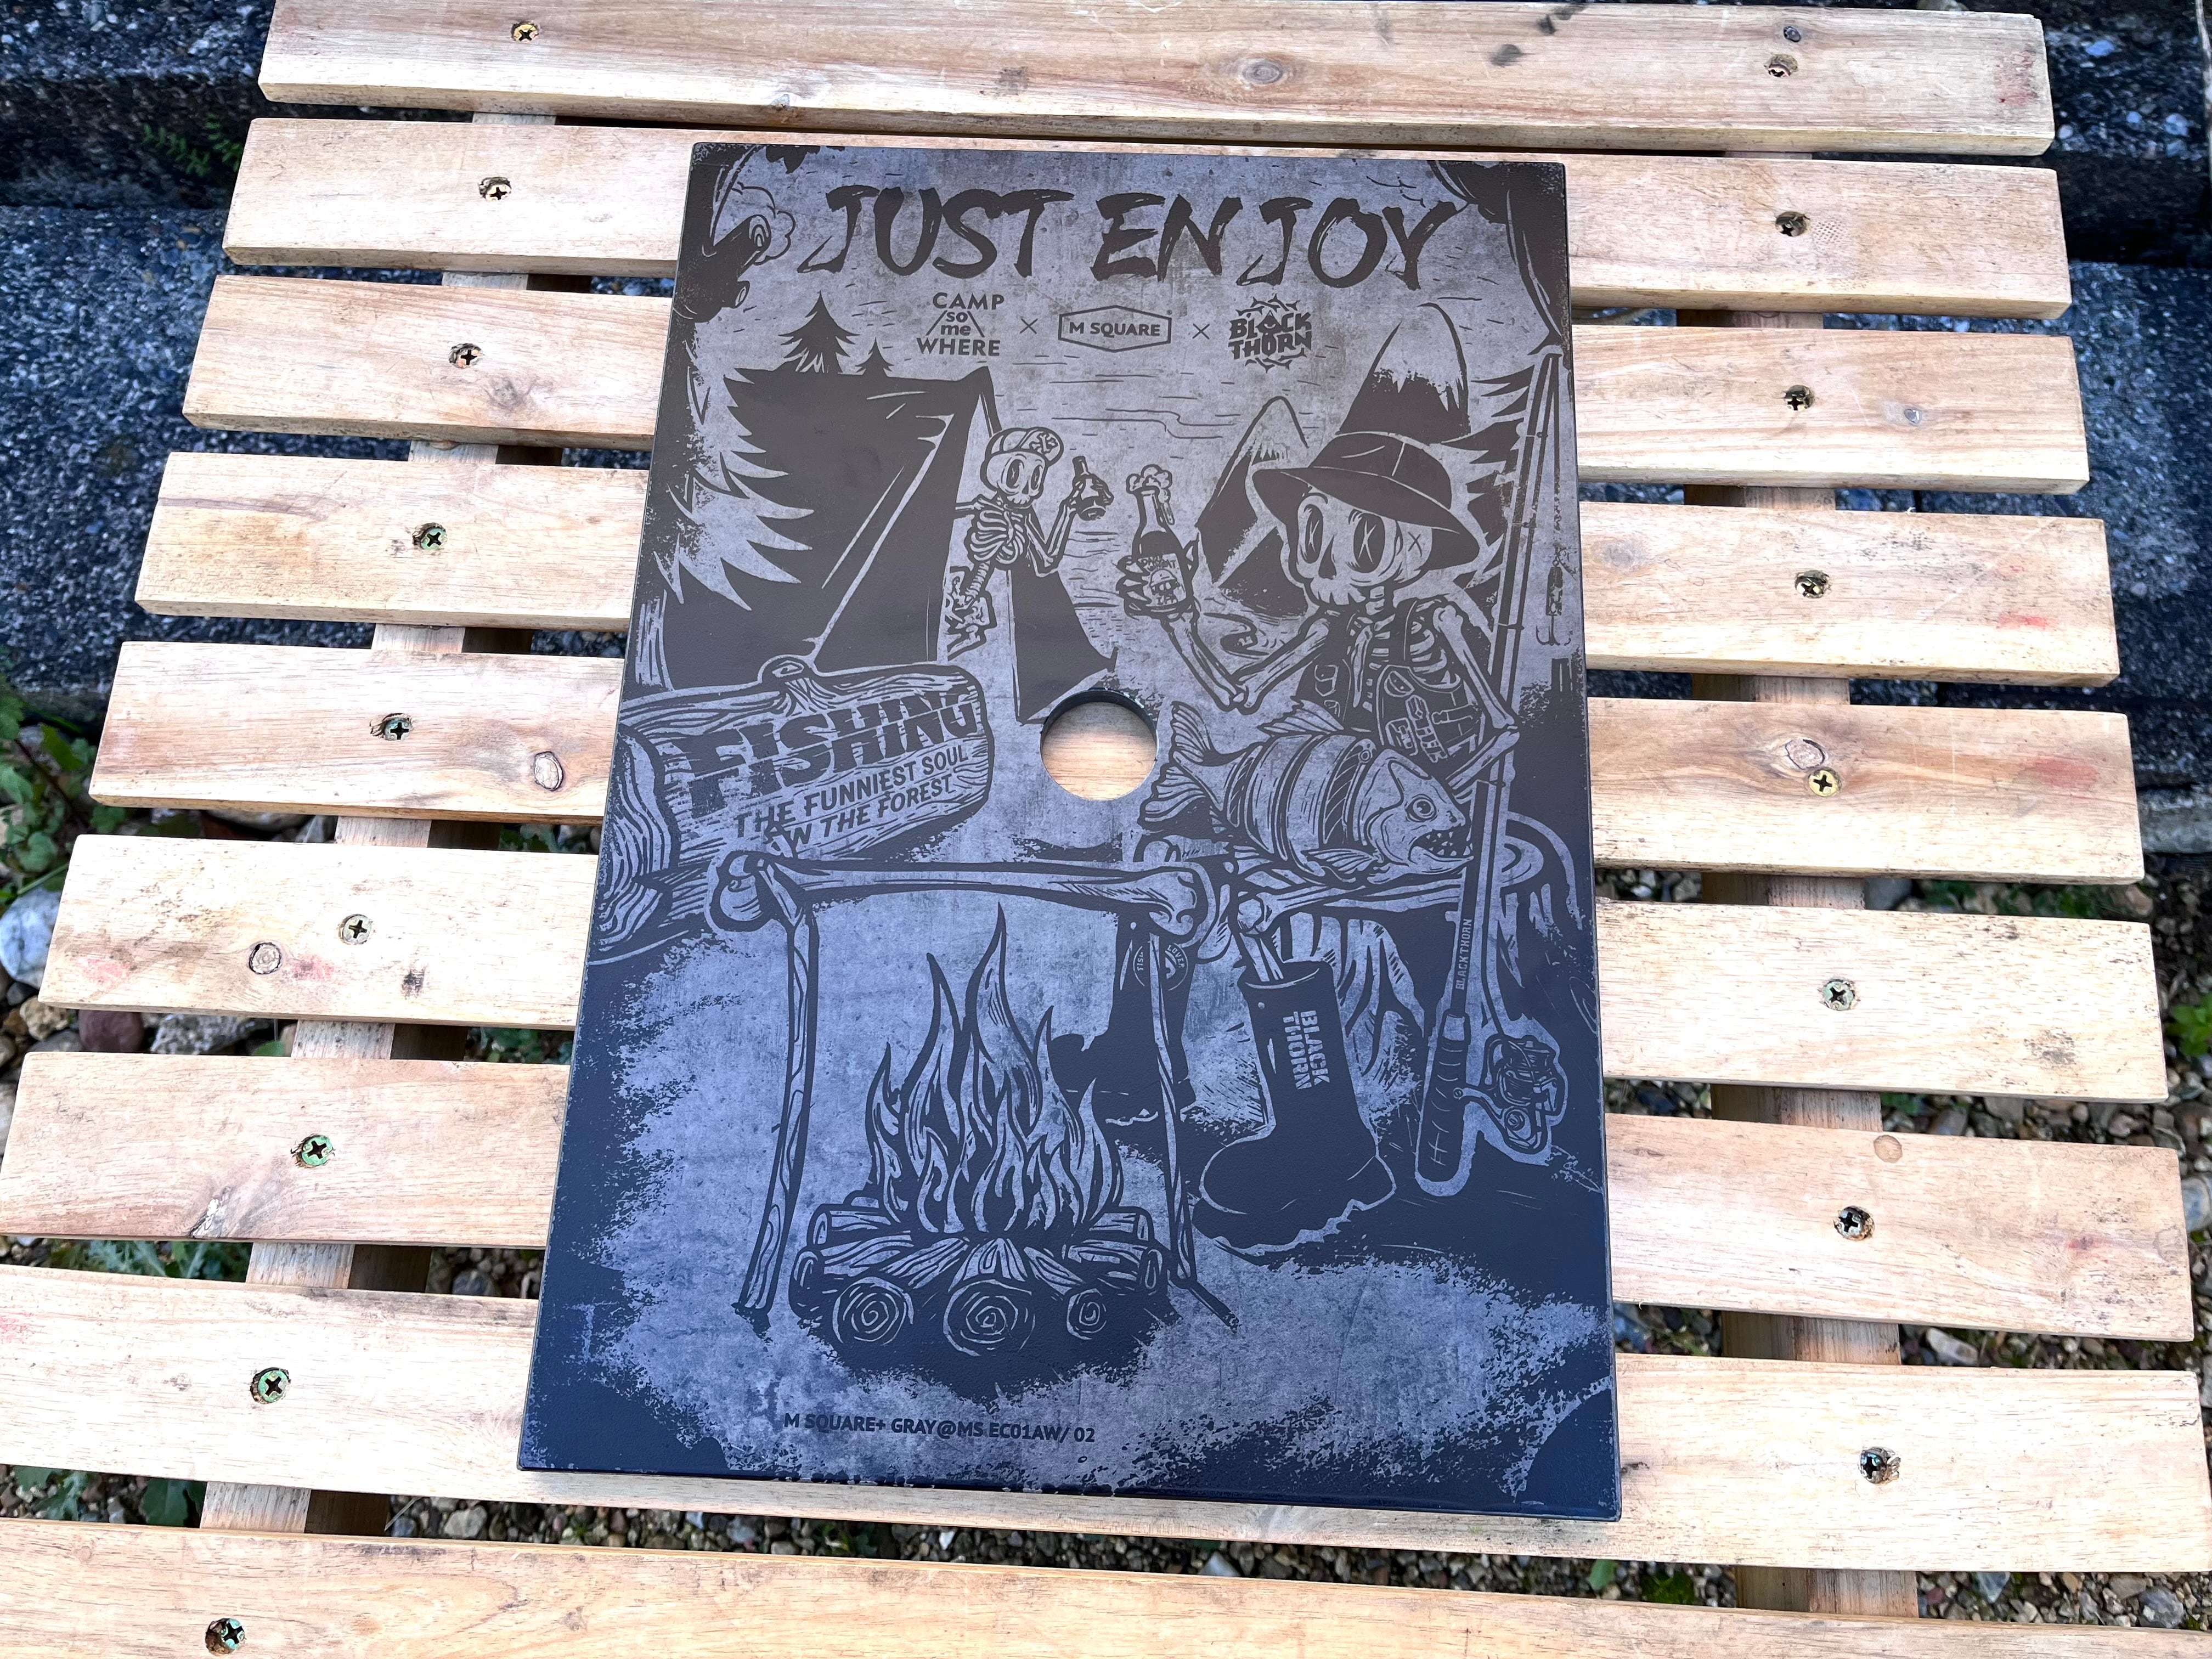 JUST ENJOY
CAMP
so
me
WHERE
×
M SQUARE
×
BLACK
THORN
FISHING
THE FUNNIEST SOUL
IN THE FOREST
BLACKTHORN
BLACK
THORN
M SQUARE+ GRAY@MS EC01AW/ 02